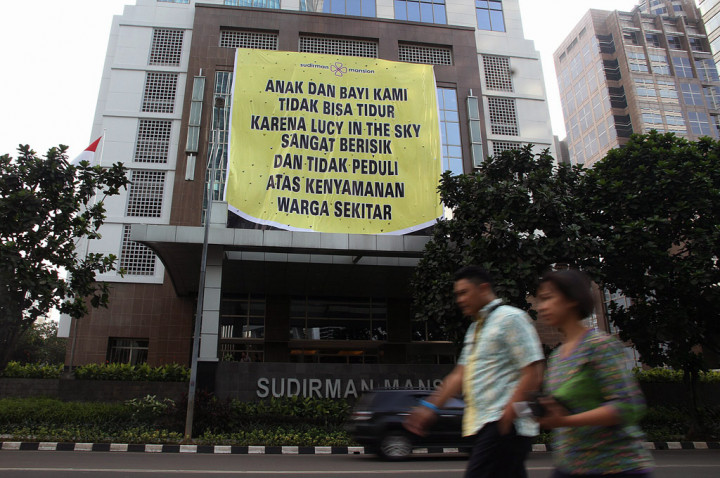 sudirman mansion
ANAK DAN BAYI KAMI
TIDAK BISA TIDUR
KARENA LUCY IN THE SKY
SANGAT BERISIK
DAN TIDAK PEDULI
ATAS KENYAMANAN
WARGA SEKITAR
SUDIRMAN MANS